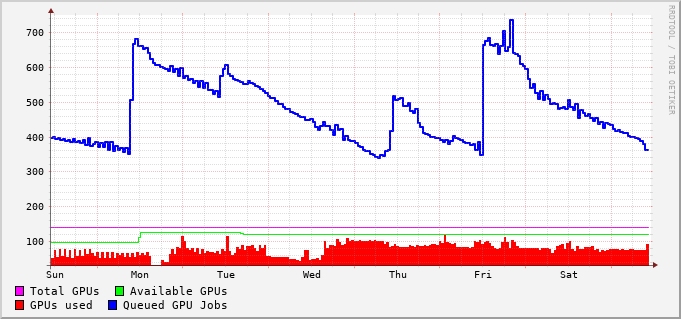 RRDTOOL / TOBI OETIKER
700
600
500
400
300
200
100
Sun Mon Tue Wed Thu Fri Sat
Total GPUs Available GPUs
GPUs used Queued GPU Jobs